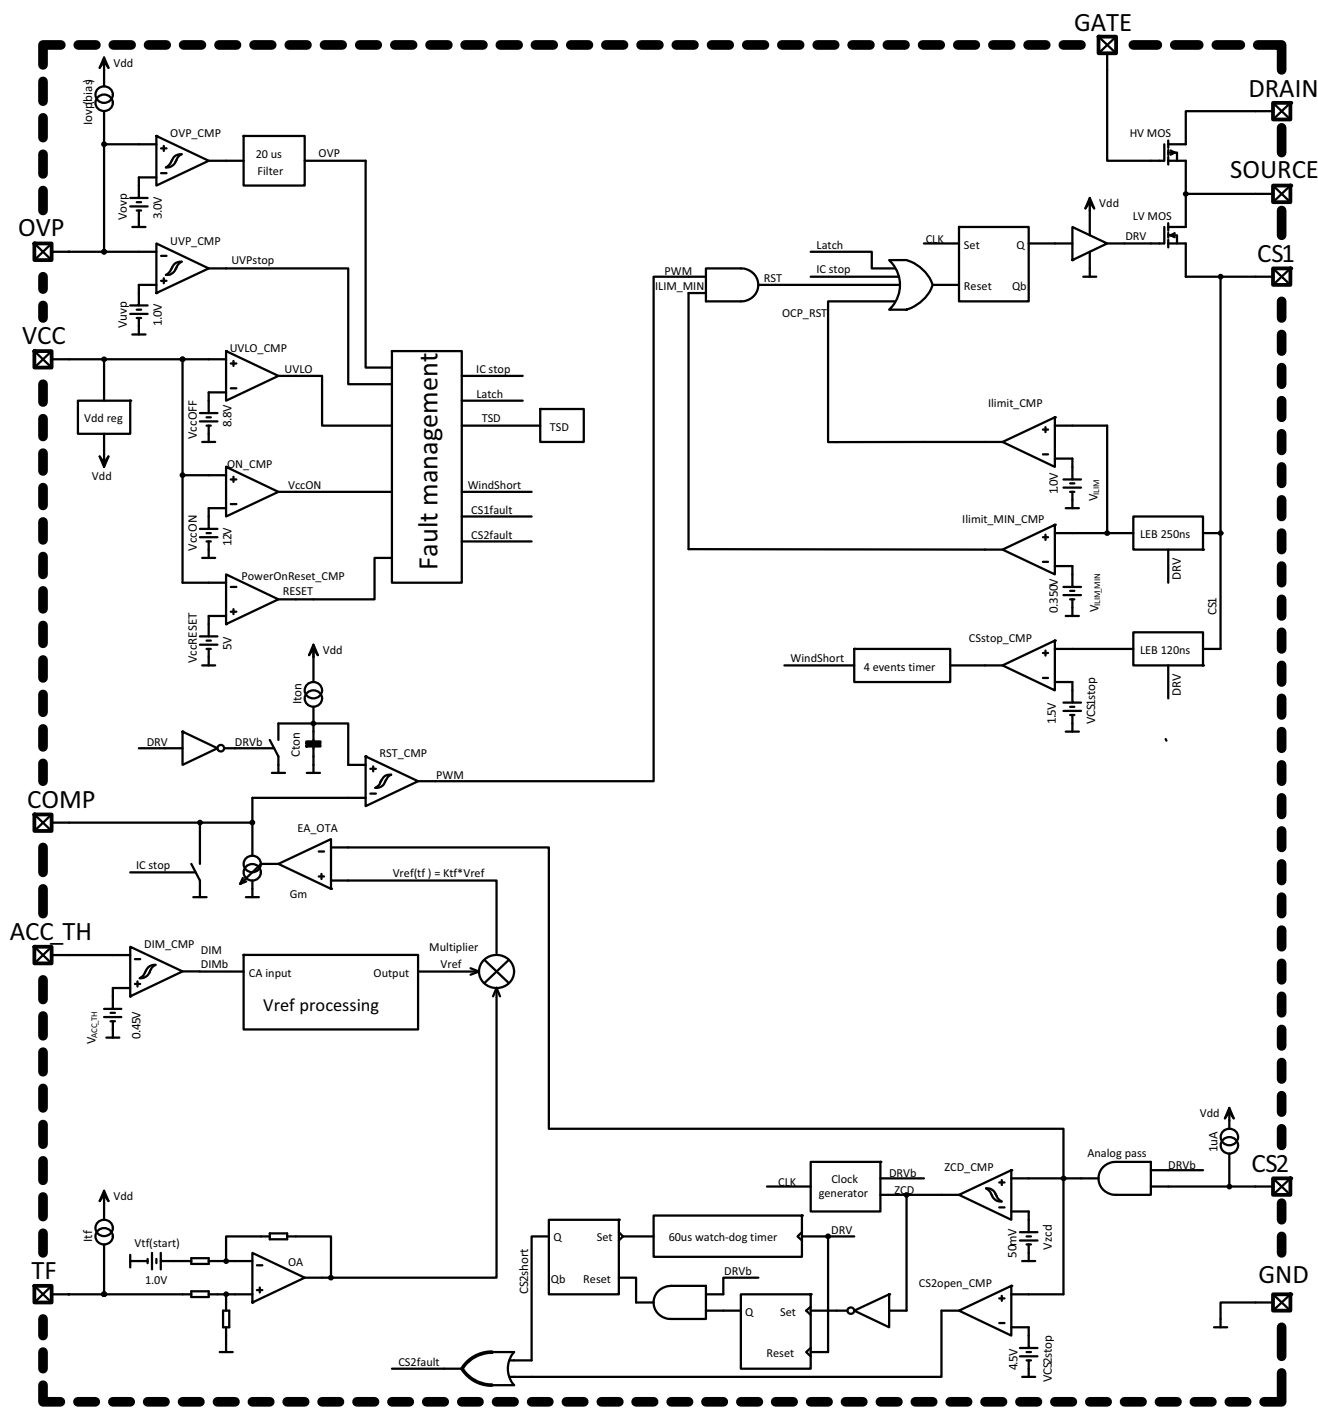 GATE
DRAIN
HV MOS
SOURCE
LV MOS
CS1
Vdd
Iovp(bias)
OVP_CMP
+
−
20 us
Filter
OVP
Vovp
3.0V
OVP
UVP_CMP
+
−
UVPstop
Vuvp
1.0V
VCC
UVLO_CMP
+
−
UVLO
Vdd reg
Vdd
VccOFF
8.8V
ON_CMP
+
−
VccON
VccON
12V
PowerOnReset_CMP
−
+
RESET
VccRESET
5V
Fault management
IC stop
Latch
TSD
TSD
WindShort
CS1fault
CS2fault
PWM
ILIM_MIN
RST
Latch
IC stop
OCP_RST
CLK
Set
Q
Reset
Qb
Vdd
DRV
Ilimit_CMP
+
−
1.0V
VILIM
Ilimit_MIN_CMP
+
−
0.350V
VILIM_MIN
LEB 250ns
DRV
CS1
CSstop_CMP
+
−
LEB 120ns
DRV
WindShort
4 events timer
1.5V
VCS1stop
Vdd
Iton
DRV
DRVb
Cton
RST_CMP
+
−
PWM
COMP
EA_OTA
−
+
IC stop
Gm
Vref(tf ) = Ktf*Vref
ACC_TH
DIM_CMP
−
+
DIM
DIMb
VACC_TH
0.45V
CA input
Output
Vref processing
Multiplier
Vref
Vdd
1uA
Analog pass
DRVb
CS2
ZCD_CMP
+
−
50mV
Vzcd
CLK
Clock
generator
DRVb
ZCD
Vdd
Itf
Vtf(start)
1.0V
OA
−
+
TF
CS2short
Q
Set
Qb
Reset
60us watch-dog timer
DRV
DRVb
Q
Set
Reset
CS2open_CMP
+
−
4.5V
VCS2stop
CS2fault
GND